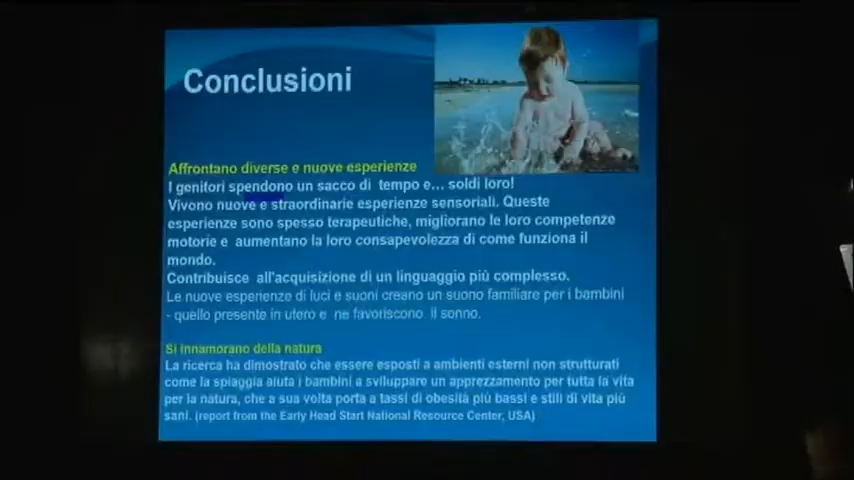 Conclusioni
Affrontano diverse e nuove esperienze
I genitori spendono un sacco di tempo e... soldi loro!
Vivono nuove e straordinarie esperienze sensoriali. Queste
esperienze sono spesso terapeutiche, migliorano le loro competenze
motorie e aumentano la loro consapevolezza di come funziona il
mondo.
Contribuisce all'acquisizione di un linguaggio più complesso.
Le nuove esperienze di luci e suoni creano un suono familiare per i bambini
- quello presente in utero e ne favoriscono il sonno.
Si innamorano della natura
La ricerca ha dimostrato che essere esposti a ambienti esterni non strutturati
come la spiaggia aiuta i bambini a sviluppare un apprezzamento per tutta la vita
per la natura, che a sua volta porta a tassi di obesità più bassi e stili di vita più
sani. (report from the Early Head Start National Resource Center, USA)